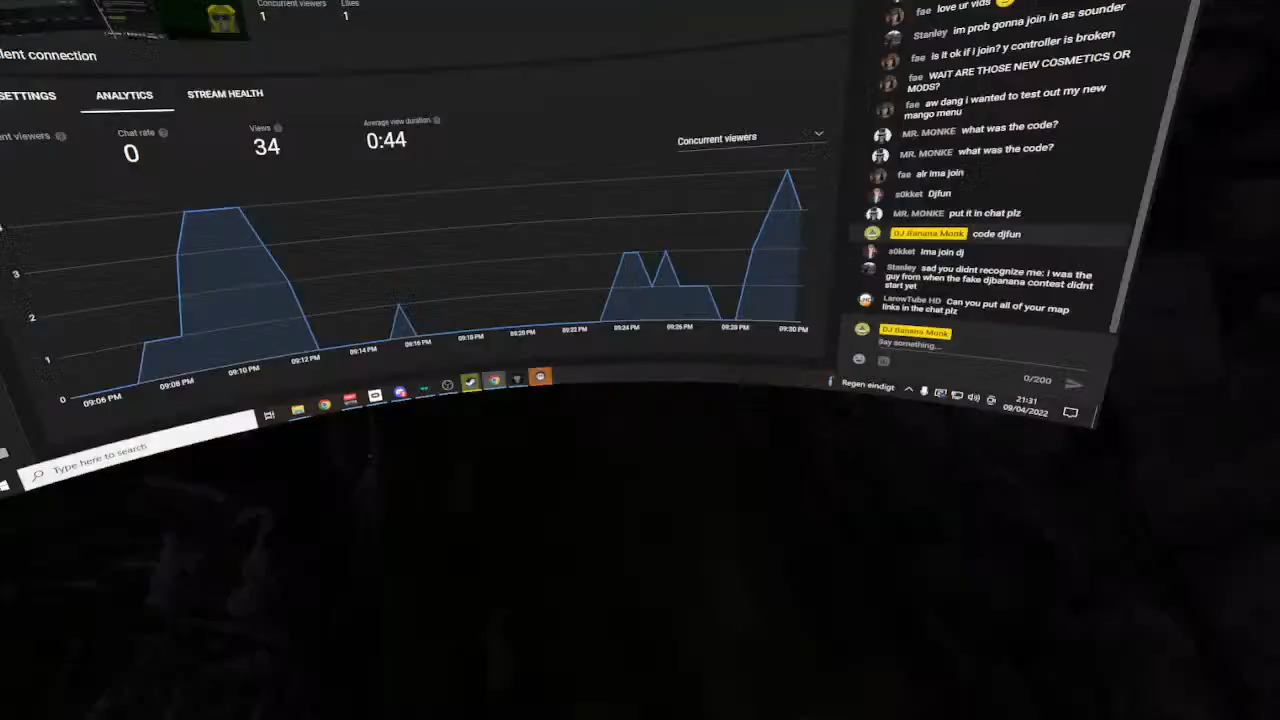 Concurrent viewers
1
Likes
1
lent connection
SETTINGS
ANALYTICS
STREAM HEALTH
nt viewers
Chat rate
0
Views
34
Average view duration
0:44
Concurrent viewers
3
2
1
0
09:06 PM
09:08 PM
09:10 PM
09:12 PM
09:14 PM
09:16 PM
09:18 PM
09:20 PM
09:22 PM
09:24 PM
09:26 PM
09:28 PM
09:30 PM
fae love ur vids
Stanley im prob gonna join in as sounder
fae is it ok if i join? y controller is broken
fae WAIT ARE THOSE NEW COSMETICS OR
MODS?
fae aw dang i wanted to test out my new
mango menu
MR. MONKE what was the code?
MR. MONKE what was the code?
fae alr ima join
s0kket Djfun
MR. MONKE put it in chat plz
DJ Banana Monk code djfun
s0kket Ima join dj
Stanley sad you didnt recognize me: i was the
guy from when the fake djbanana contest didnt
start yet
LarowTube HD Can you put all of your map
links in the chat plz
DJ Banana Monk
Say something...
0/200
Type here to search
Regen eindigt
21:31
09/04/2022